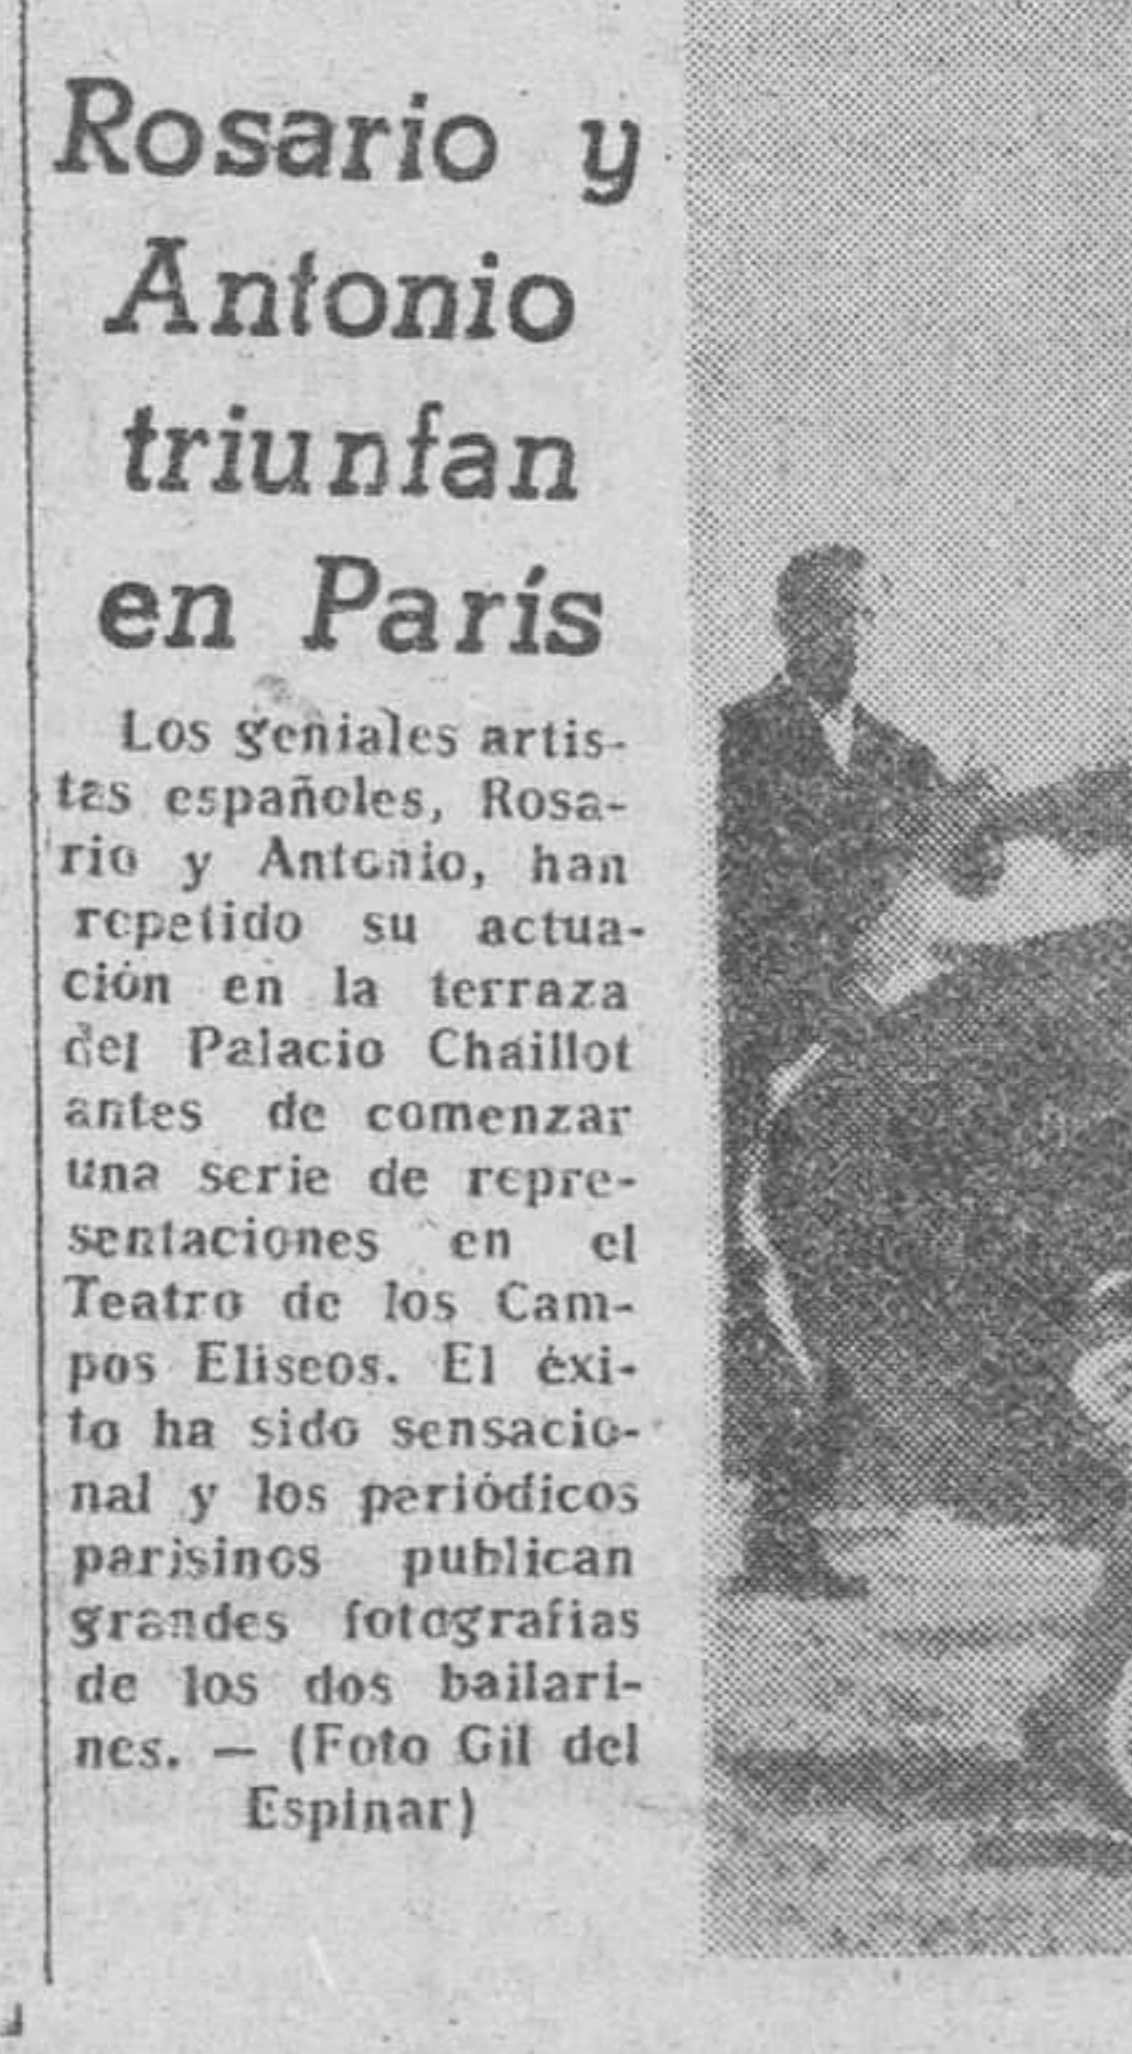 Rosario y
Antonio
triunfan
en París
Los geniales artis-
tas españoles, Rosa-
rio y Antonio, han
repetido su actua-
ción en la terraza
del Palacio Chaillot
antes de comenzar
una serie de repre-
sentaciones en el
Teatro de los Cam-
pos Eliseos. El éxi-
to ha sido sensacio-
nal y los periódicos
parisinos publican
grandes fotografias
de los dos bailari-
nes. — (Foto Gil del
Espinar)